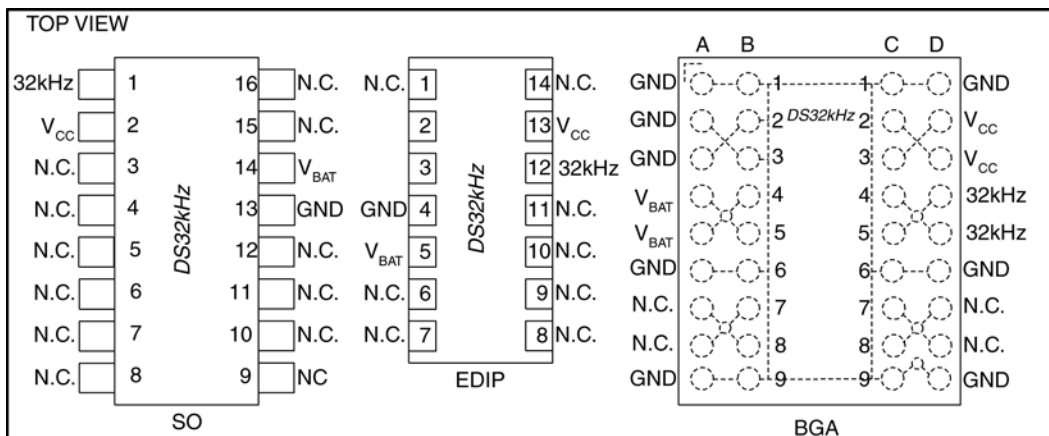 TOP VIEW
32kHz 1 16 N.C.
VCC 2 15 N.C.
N.C. 3 14 VBAT
N.C. 4 13 GND
N.C. 5 12 N.C.
N.C. 6 11 N.C.
N.C. 7 10 N.C.
N.C. 8 9 NC
DS32kHz
SO
N.C. 1 14 N.C.
2 13 VCC
3 12 32kHz
GND 4 11 N.C.
VBAT 5 10 N.C.
N.C. 6 9 N.C.
N.C. 7 8 N.C.
DS32kHz
EDIP
A B C D
GND 1 1 GND
GND 2 DS32kHz 2 VCC
GND 3 3 VCC
VBAT 4 4 32kHz
VBAT 5 5 32kHz
GND 6 6 GND
N.C. 7 7 N.C.
N.C. 8 8 N.C.
GND 9 9 GND
BGA